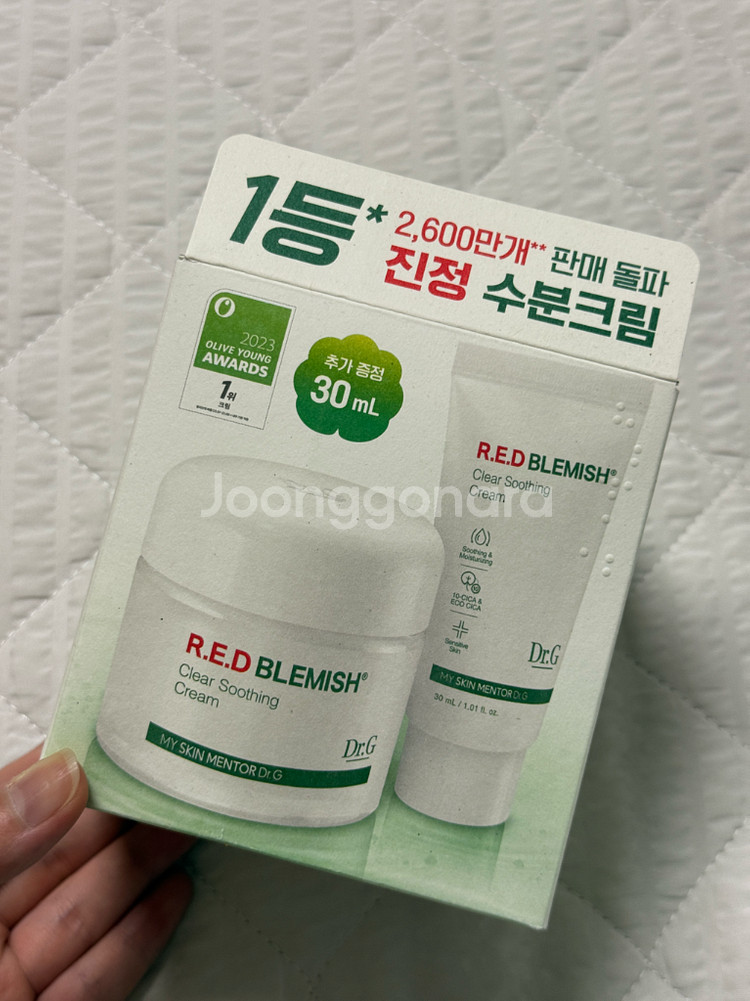 1등* 2,600만개** 판매 돌파
진정 수분크림
2023
OLIVE YOUNG
AWARDS
1위
크림
추가 증정
30 mL
R.E.D BLEMISH®
Clear Soothing
Cream
Soothing &
Moisturizing
10-CICA &
ECO CICA
Sensitive
Skin
Dr.G
MY SKIN MENTOR Dr.G
30 mL / 1.01 fl. oz.
R.E.D BLEMISH®
Clear Soothing
Cream
Dr.G
MY SKIN MENTOR Dr.G
Joonggonara